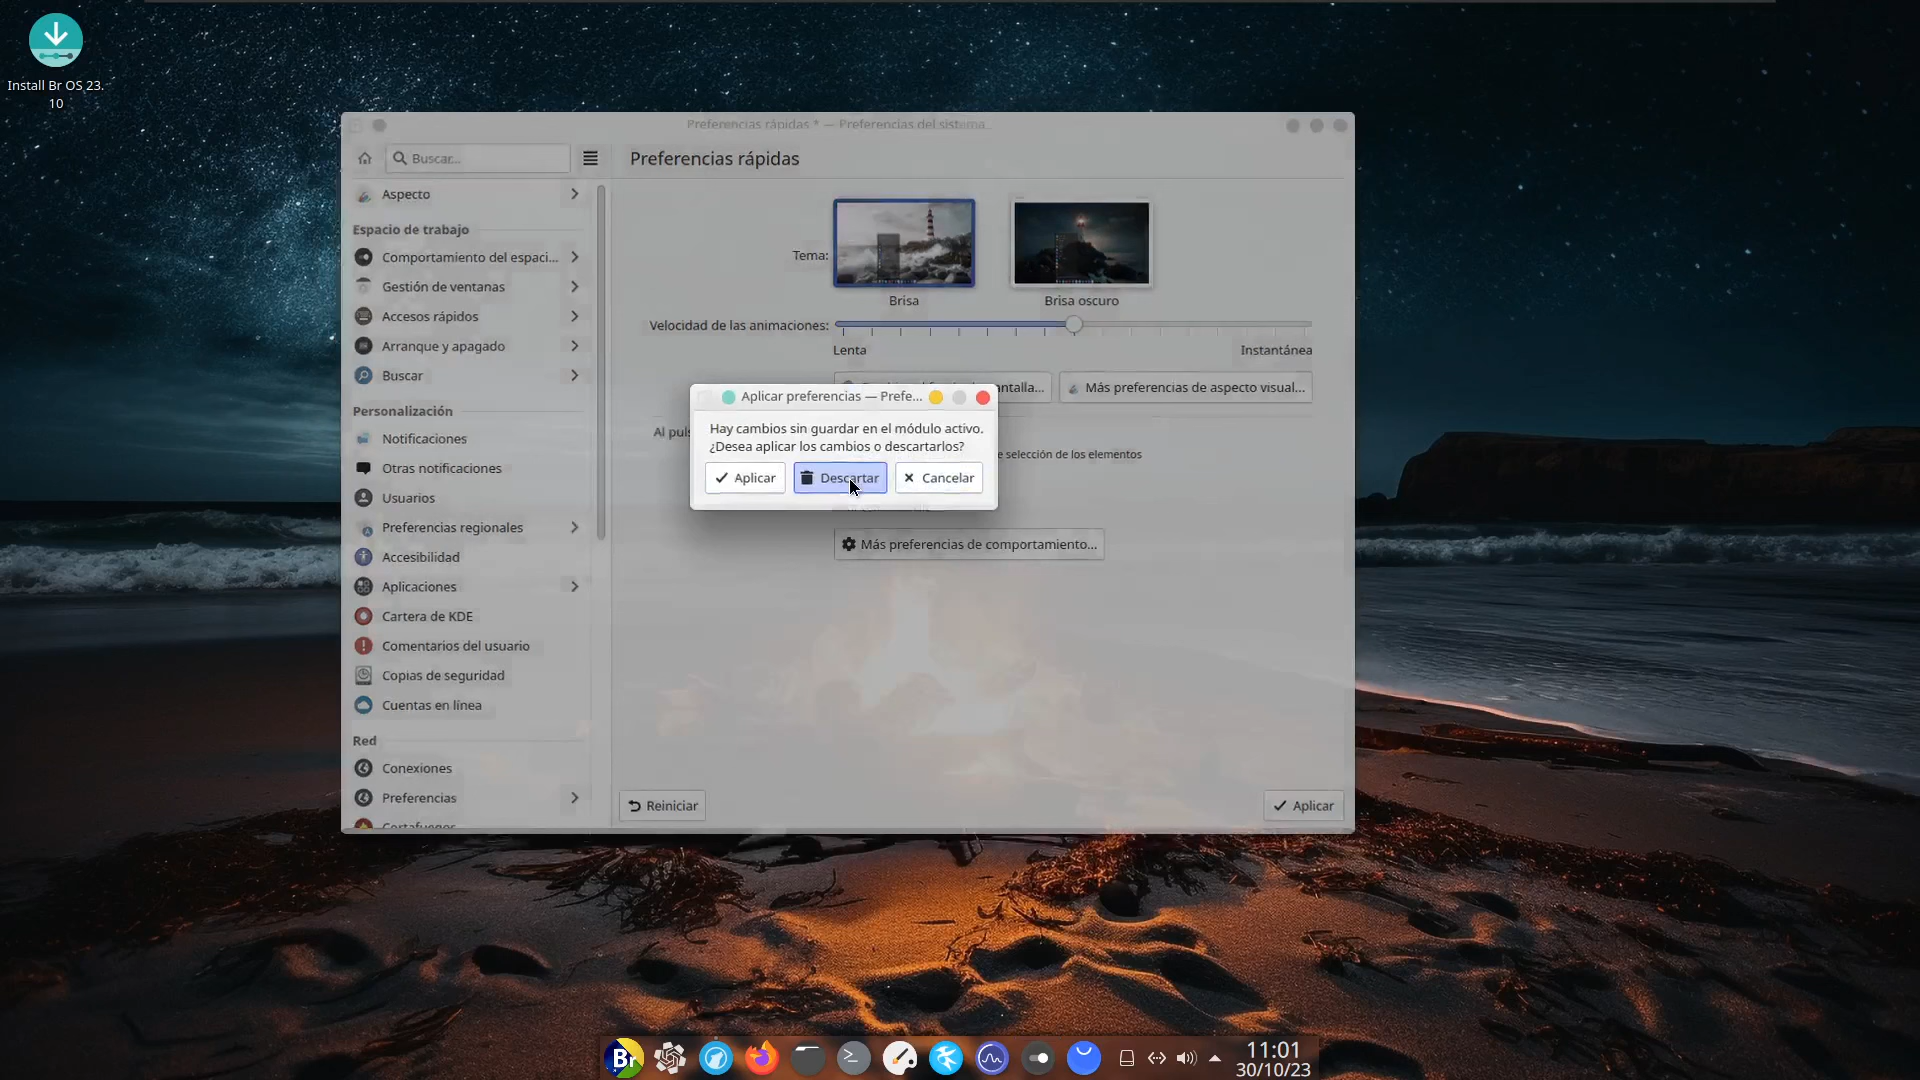 Install Br OS 23.
10
Preferencias rápidas * — Preferencias del sistema
Buscar...
Preferencias rápidas
Aspecto
Espacio de trabajo
Comportamiento del espaci...
Gestión de ventanas
Accesos rápidos
Arranque y apagado
Buscar
Personalización
Notificaciones
Otras notificaciones
Usuarios
Preferencias regionales
Accesibilidad
Aplicaciones
Cartera de KDE
Comentarios del usuario
Copias de seguridad
Cuentas en línea
Red
Conexiones
Preferencias
Cortafuegos
Tema:
Brisa
Brisa oscuro
Velocidad de las animaciones:
Lenta
Instantánea
antalla...
Más preferencias de aspecto visual...
Al puls
e selección de los elementos
Más preferencias de comportamiento...
Reiniciar
Aplicar
Aplicar preferencias — Prefe...
Hay cambios sin guardar en el módulo activo.
¿Desea aplicar los cambios o descartarlos?
Aplicar
Descartar
Cancelar
Br
11:01
30/10/23